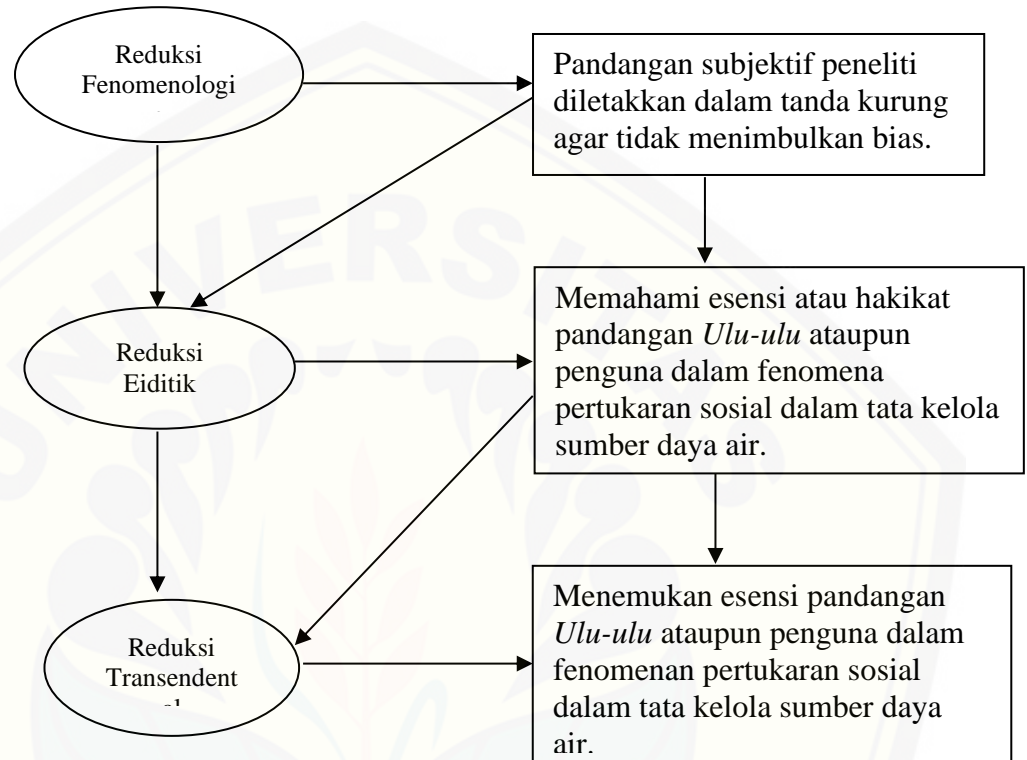 Reduksi
Fenomenologi
Pandangan subjektif peneliti
diletakkan dalam tanda kurung
agar tidak menimbulkan bias.
Reduksi
Eiditik
Memahami esensi atau hakikat
pandangan Ulu-ulu ataupun
penguna dalam fenomena
pertukaran sosial dalam tata kelola
sumber daya air.
Reduksi
Transendent
al
Menemukan esensi pandangan
Ulu-ulu ataupun penguna dalam
fenomenan pertukaran sosial
dalam tata kelola sumber daya
air.
UNIVERSITAS